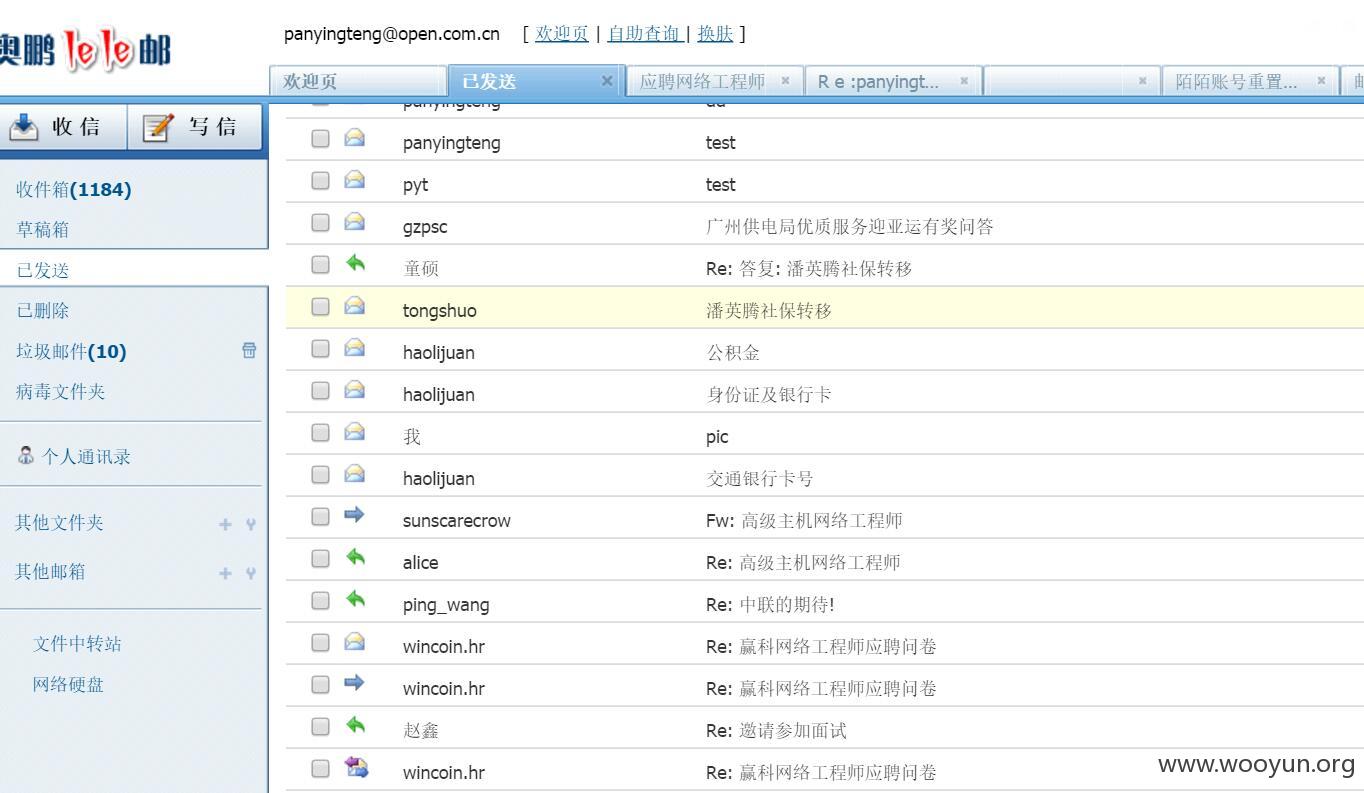 奥鹏lele邮
panyingteng@open.com.cn [ 欢迎页 | 自助查询 | 换肤 ]
欢迎页 已发送 × 应聘网络工程师 × R e :panyingt... × × 陌陌账号重置... ×
收信 写信
收件箱(1184)
草稿箱
已发送
已删除
垃圾邮件(10)
病毒文件夹
个人通讯录
其他文件夹
其他邮箱
文件中转站
网络硬盘
panyingteng
panyingteng test
pyt test
gzpsc 广州供电局优质服务迎亚运有奖问答
童硕 Re: 答复: 潘英腾社保转移
tongshuo 潘英腾社保转移
haolijuan 公积金
haolijuan 身份证及银行卡
我 pic
haolijuan 交通银行卡号
sunscarecrow Fw: 高级主机网络工程师
alice Re: 高级主机网络工程师
ping_wang Re: 中联的期待!
wincoin.hr Re: 赢科网络工程师应聘问卷
wincoin.hr Re: 赢科网络工程师应聘问卷
赵鑫 Re: 邀请参加面试
wincoin.hr Re: 赢科网络工程师应聘问卷
www.wooyun.org